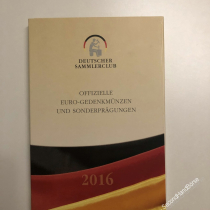 DEUTSCHER
SAMMLERCLUB
OFFIZIELLE
EURO-GEDENKMÜNZEN
UND SONDERPRÄGUNGEN
2016